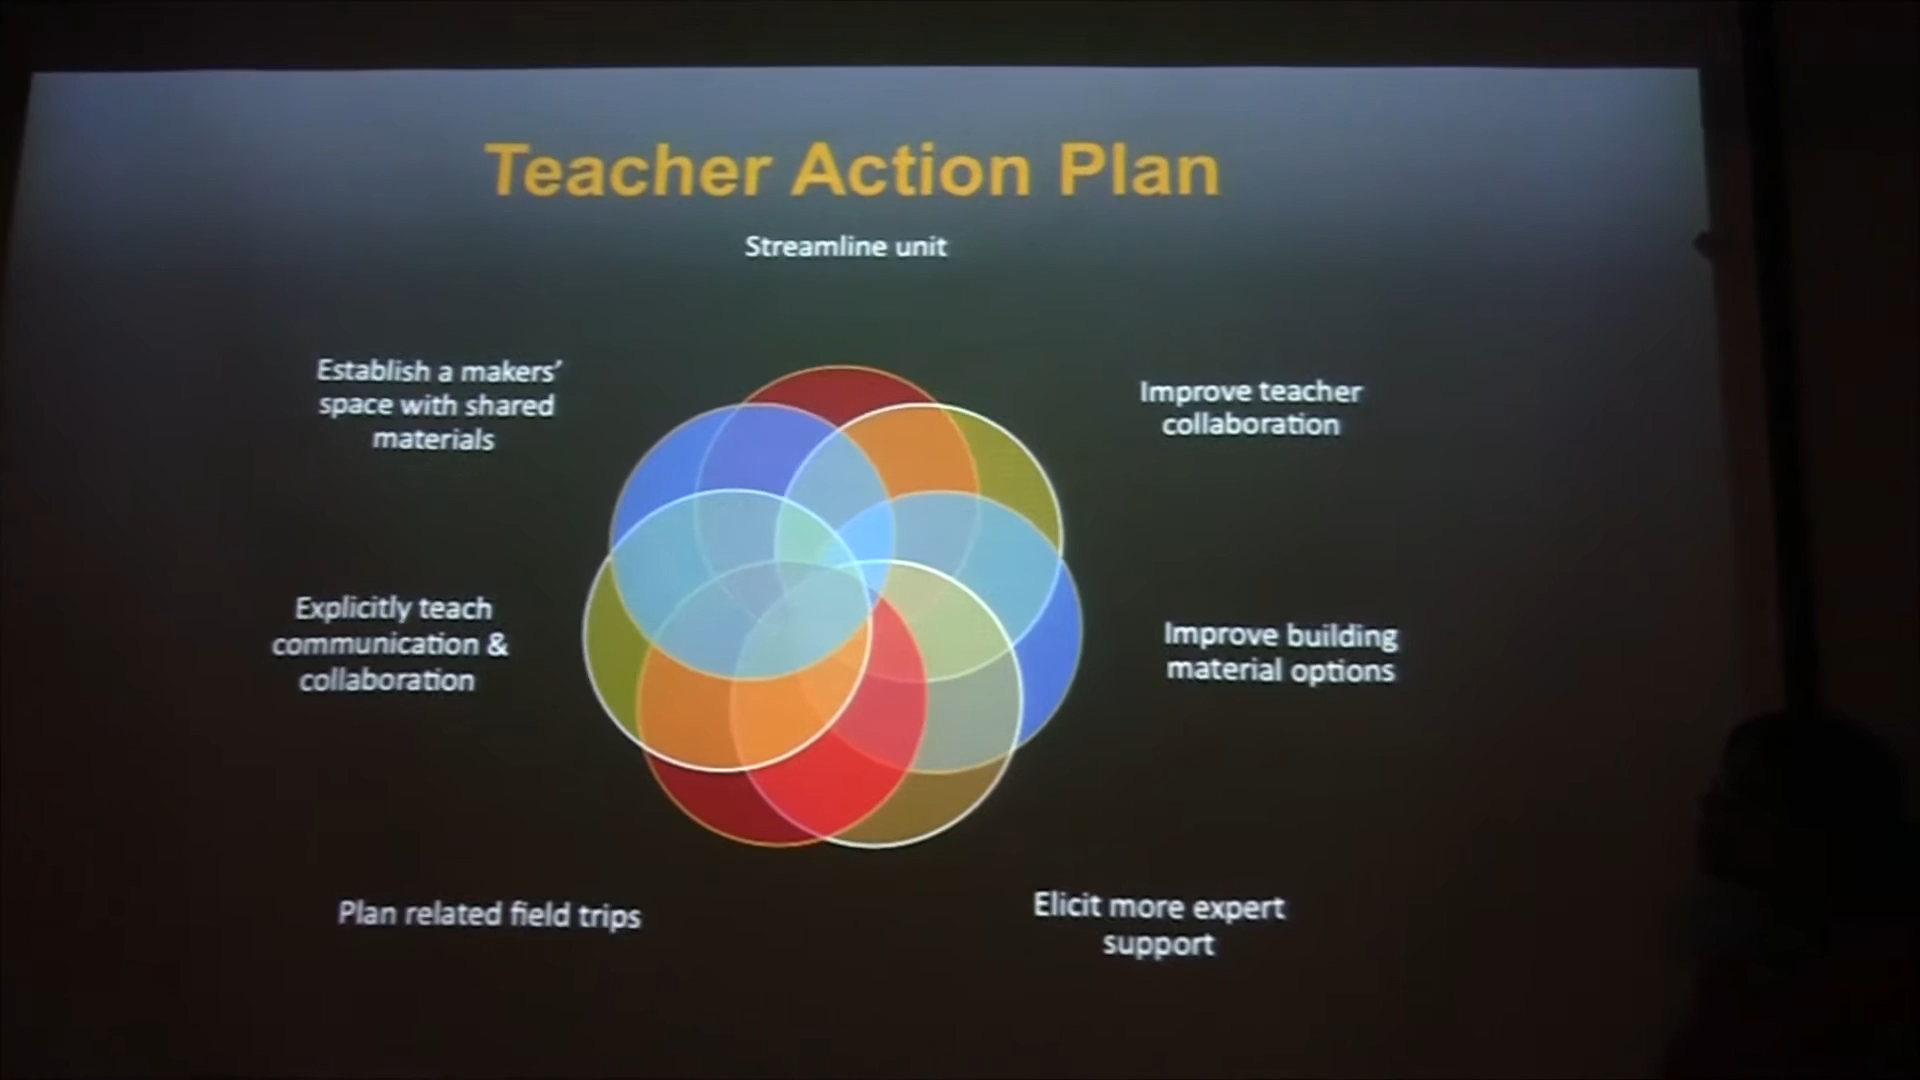 Teacher Action Plan
Streamline unit
Establish a makers'
space with shared
materials
Improve teacher
collaboration
Explicitly teach
communication &
collaboration
Improve building
material options
Plan related field trips
Elicit more expert
support